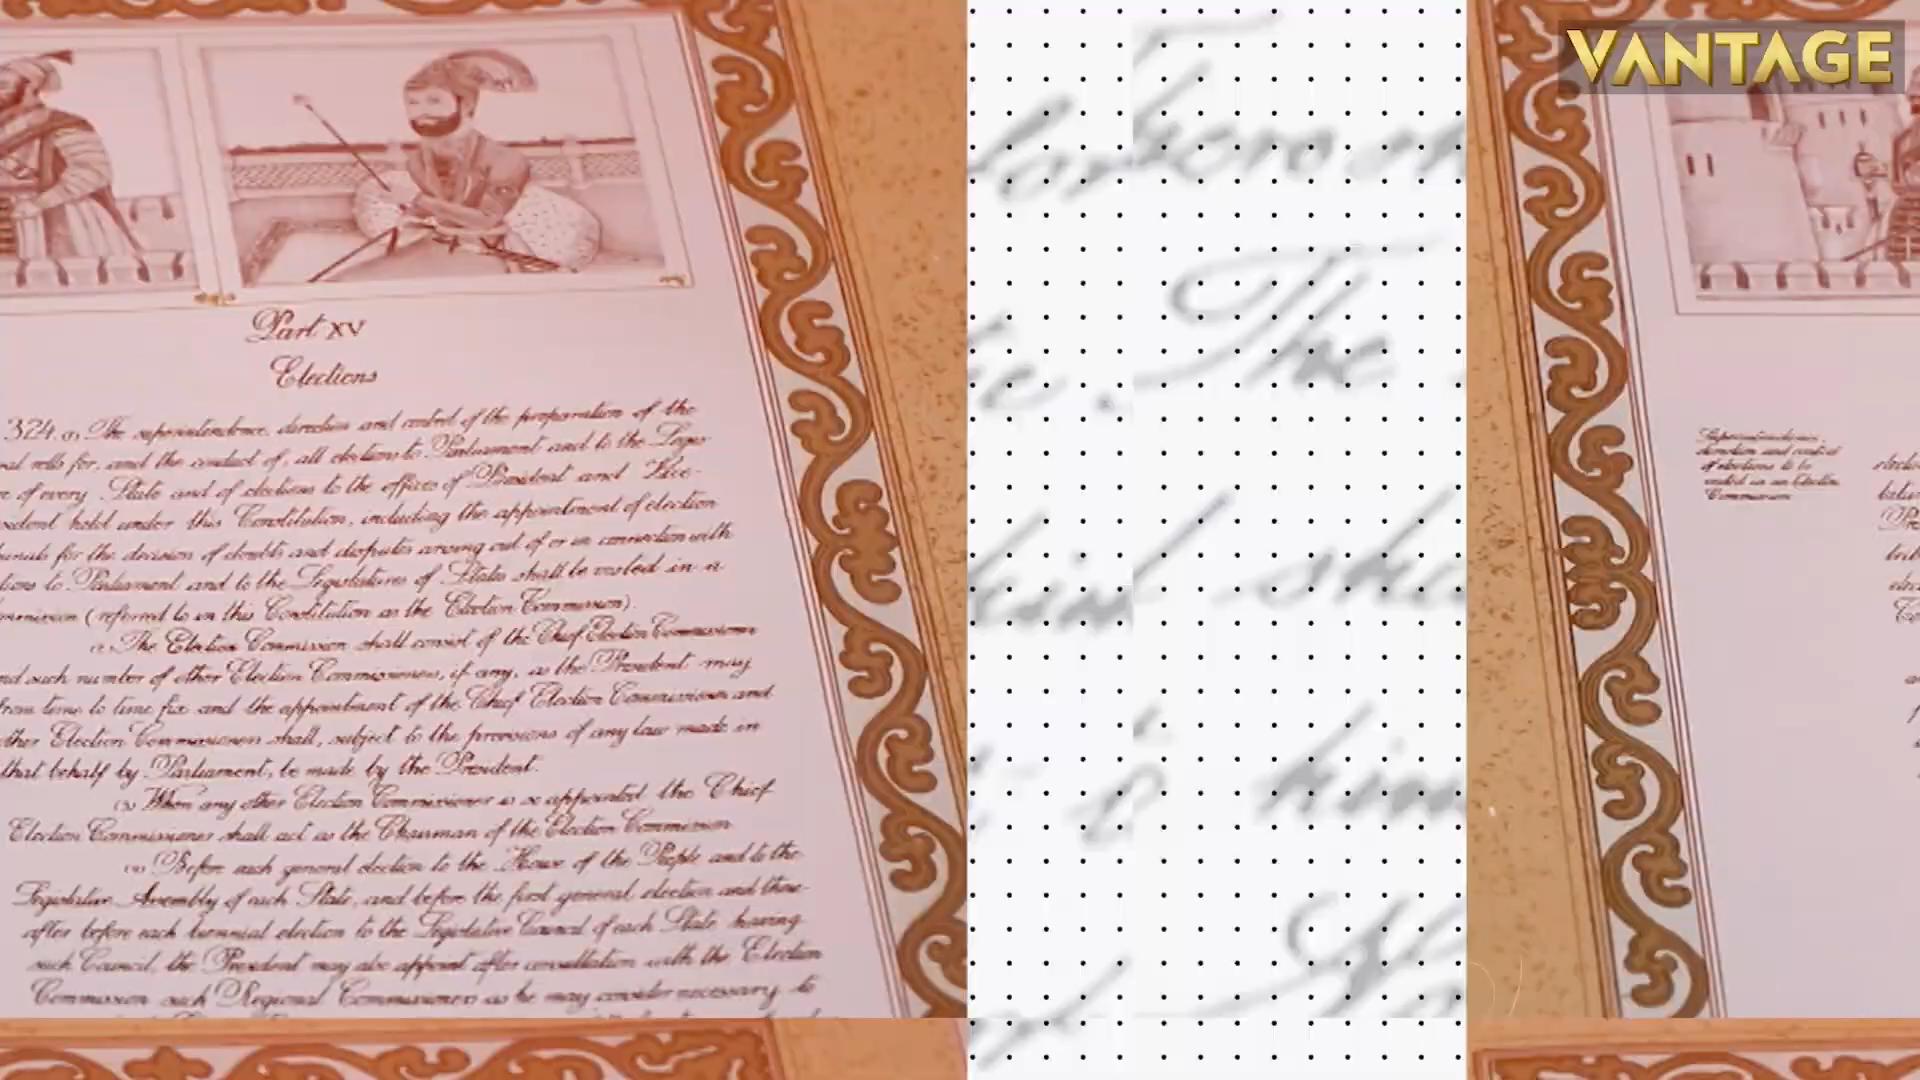 VANTAGE
Part XV
Elections
324. (1) The superintendence, direction and control of the preparation of the
rolls for, and the conduct of, all elections to Parliament and to the Legis-
of every State and of elections to the offices of President and Vice-
held under this Constitution, including the appointment of election
for the decision of doubts and disputes arising out of or in connection with
to Parliament and to the Legislatures of States shall be vested in a
(referred to in this Constitution as the Election Commission).
The Election Commission shall consist of the Chief Election Commissioner
such number of other Election Commissioners, if any, as the President may
from time to time fix and the appointment of the Chief Election Commissioner and
other Election Commissioners shall, subject to the provisions of any law made in
that behalf by Parliament, be made by the President.
(3) When any other Election Commissioner is so appointed the Chief
Election Commissioner shall act as the Chairman of the Election Commission
Before each general election to the House of the People and to the
Legislative Assembly of each State, and before the first general election and there-
after before each biennial election to the Legislative Council of each State having
such Council, the President may also appoint after consultation with the Election
Commission such Regional Commissioners as he may consider necessary to
The
him
Superintendence,
direction and control
of elections to be
vested in an Election
Commission